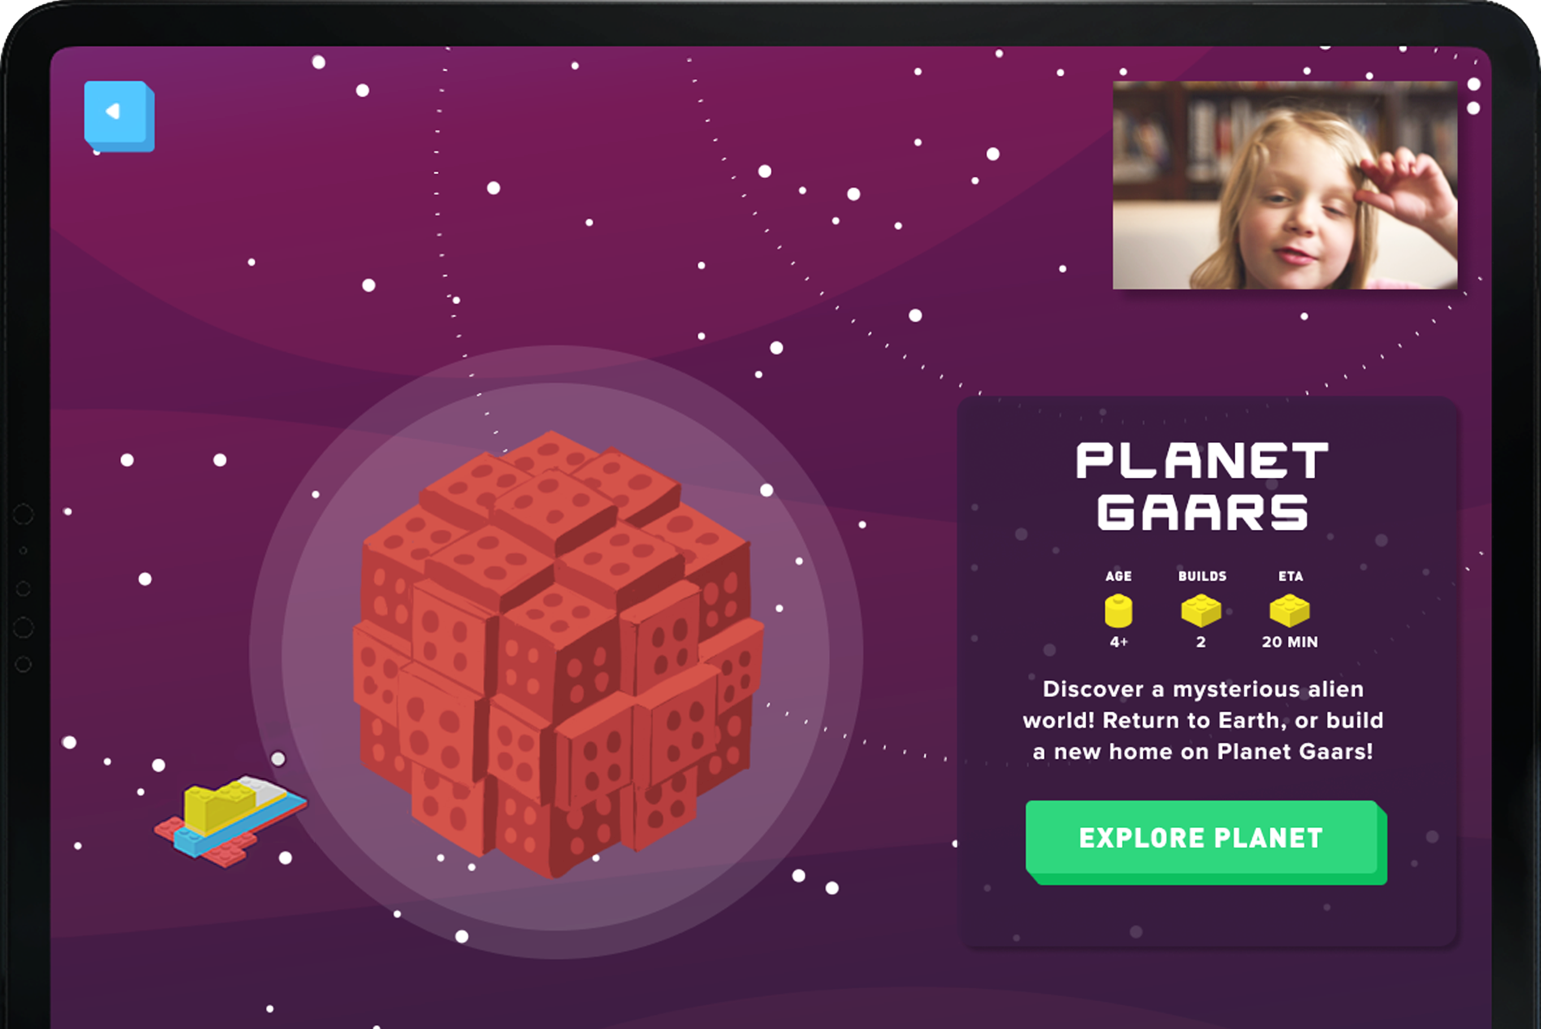 PLANET
GAARS
AGE BUILDS ETA
4+ 2 20 MIN
Discover a mysterious alien
world! Return to Earth, or build
a new home on Planet Gaars!
EXPLORE PLANET